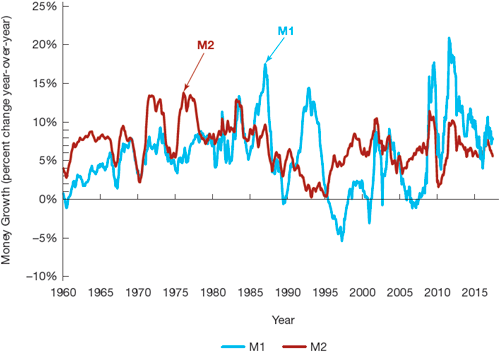 Money Growth (percent change year-over-year)
25%
20%
15%
10%
5%
0%
–5%
–10%
M2
M1
1960 1965 1970 1975 1980 1985 1990 1995 2000 2005 2010 2015
Year
M1 M2